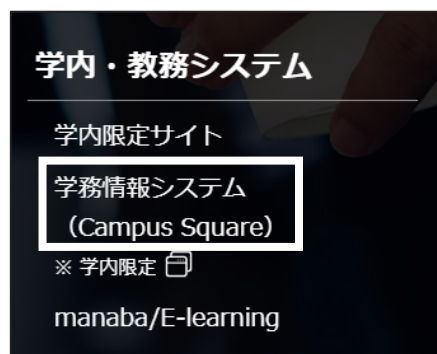 学内・教務システム
学内限定サイト
学務情報システム
（Campus Square）
※ 学内限定
manaba/E-learning